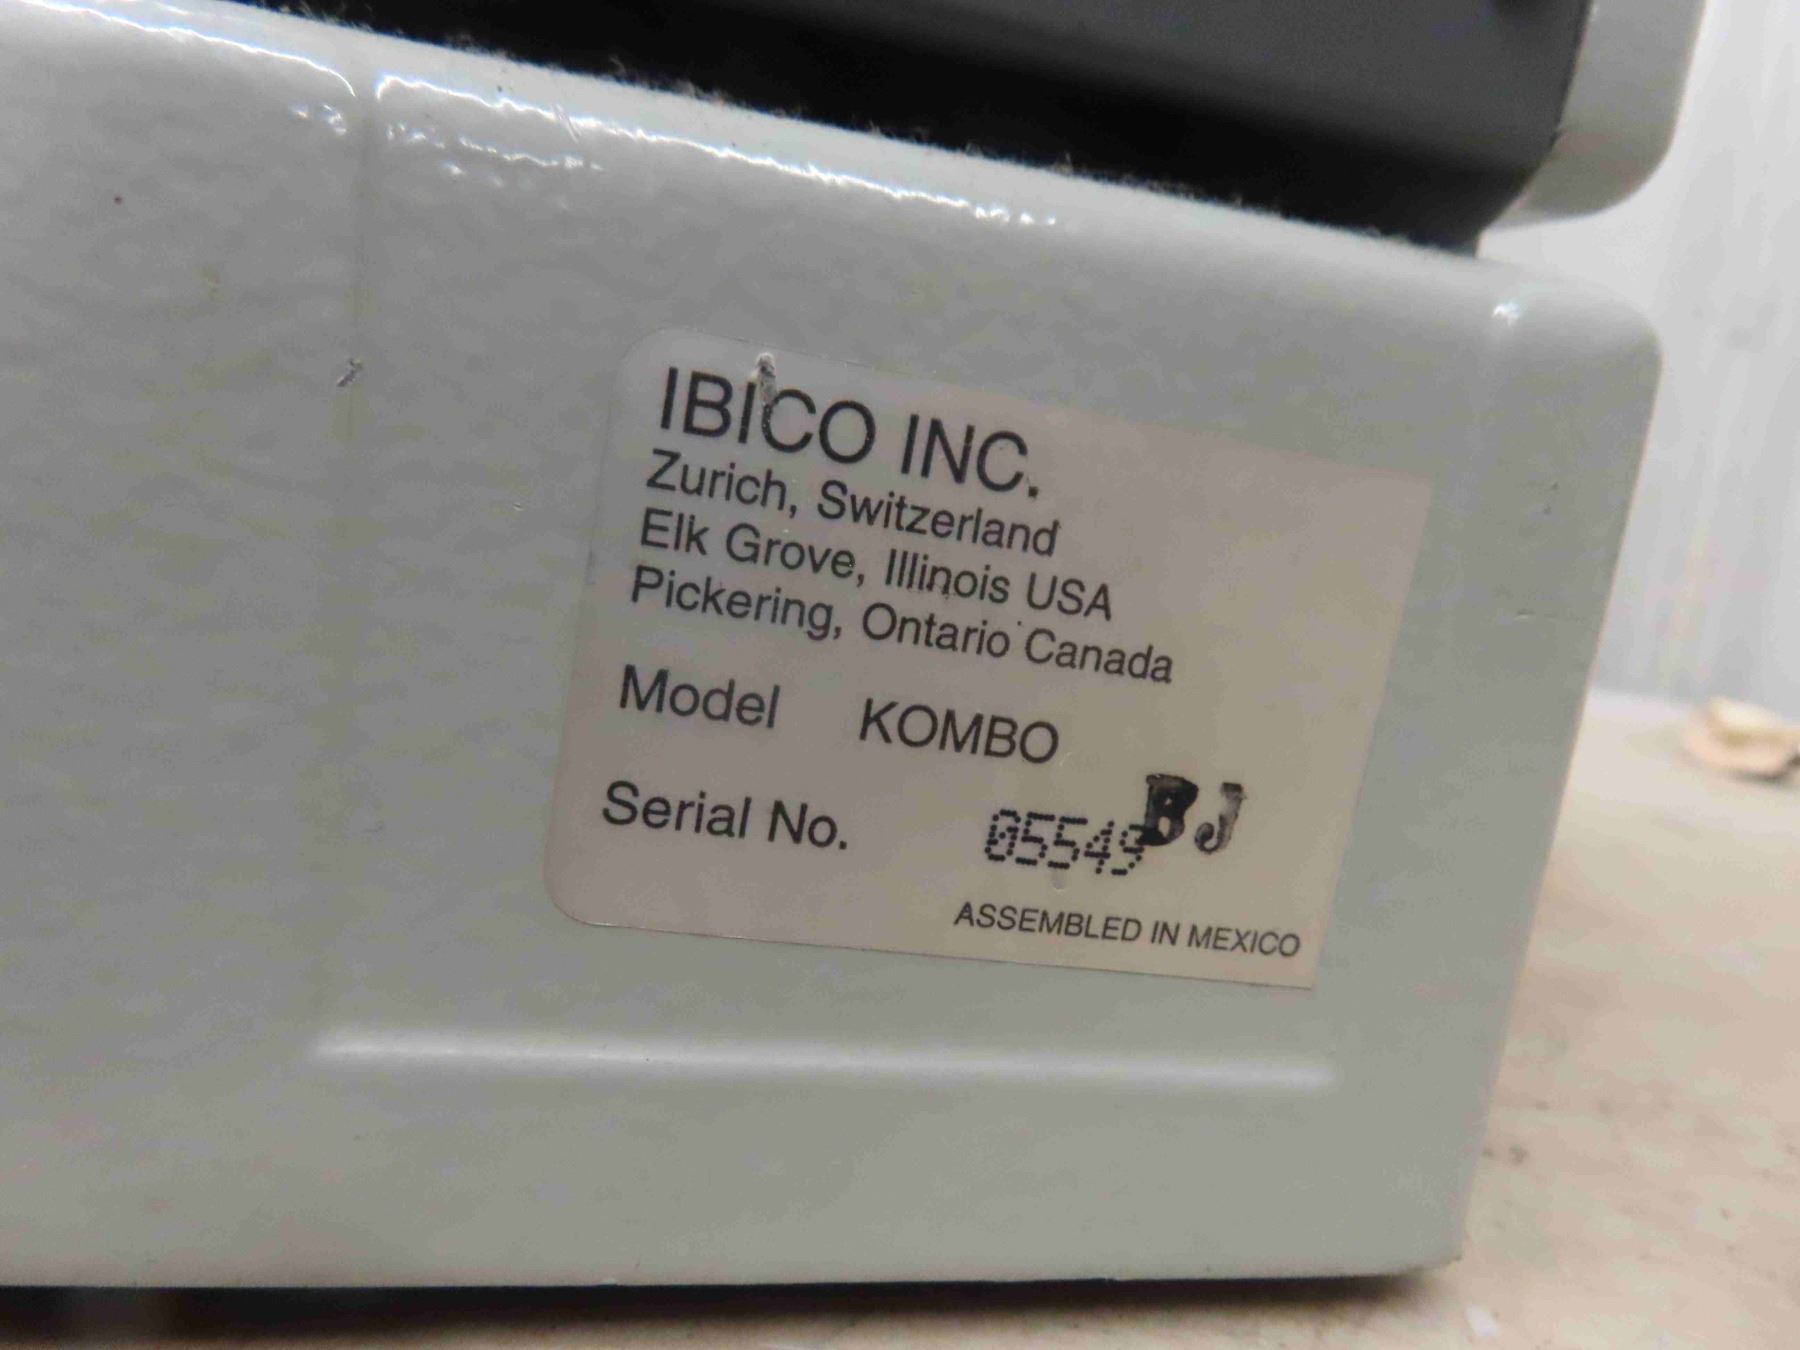 IBICO INC.
Zurich, Switzerland
Elk Grove, Illinois USA
Pickering, Ontario Canada
Model KOMBO
Serial No. 05549 BJ
ASSEMBLED IN MEXICO